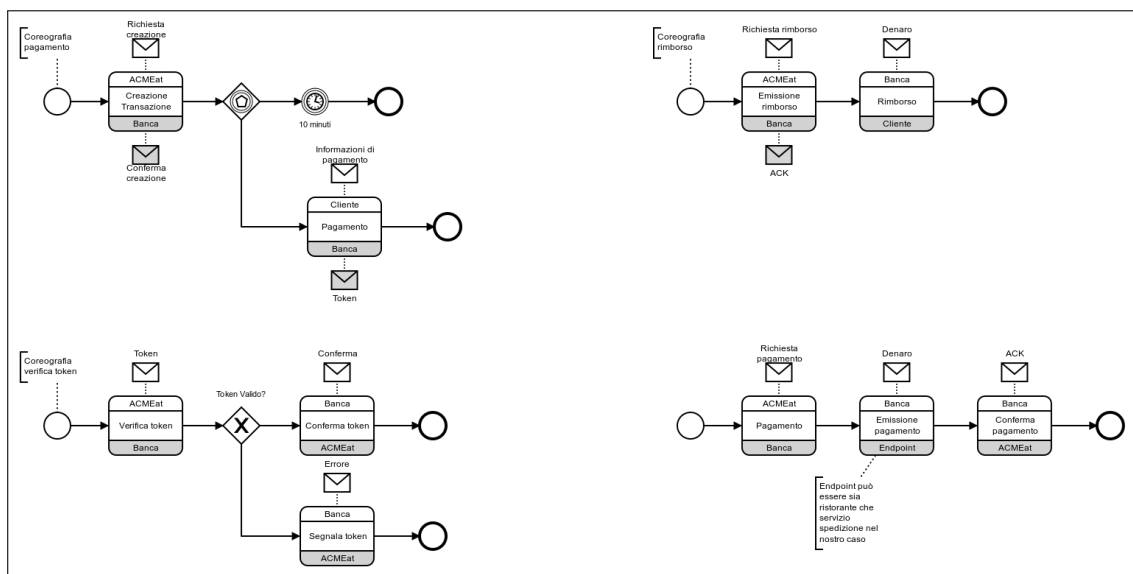 Coreografia
pagamento
Richiesta
creazione
ACMEat
Creazione
Transazione
Banca
Conferma
creazione
10 minuti
Informazioni di
pagamento
Cliente
Pagamento
Banca
Token
Coreografia
rimborso
Richiesta rimborso
ACMEat
Emissione
rimborso
Banca
ACK
Denaro
Banca
Rimborso
Cliente
Coreografia
verifica token
Token
ACMEat
Verifica token
Banca
Token Valido?
X
Conferma
Banca
Conferma token
ACMEat
Errore
Banca
Segnala token
ACMEat
Richiesta
pagamento
ACMEat
Pagamento
Banca
Denaro
Banca
Emissione
pagamento
Endpoint
ACK
Banca
Conferma
pagamento
ACMEat
Endpoint può
essere sia
ristorante che
servizio
spedizione nel
nostro caso